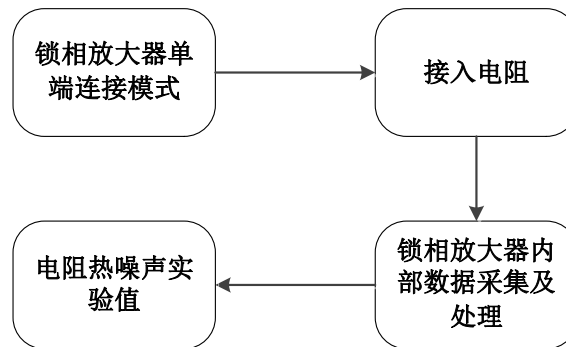 锁相放大器单
端连接模式
接入电阻
锁相放大器内
部数据采集及
处理
电阻热噪声实
验值